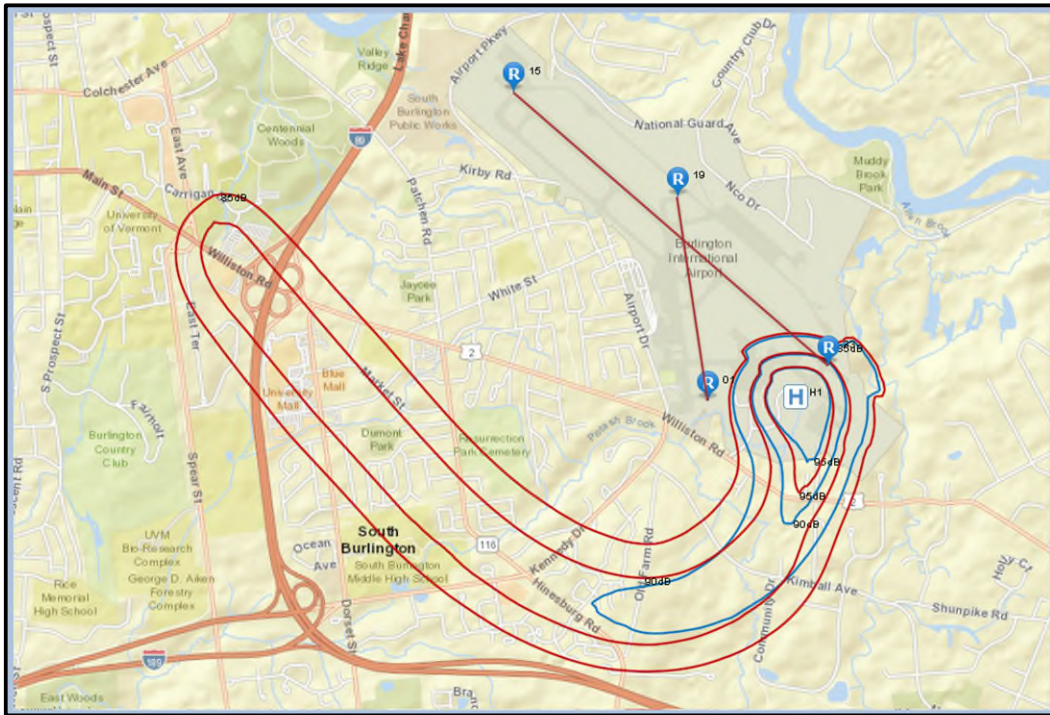 Colchester Ave
Valley
Ridge
Airport Pkwy
R 15
Country Club Dr
South
Burlington
Public Works
National Guard Ave
Centennial
Woods
89
East Ave
Main St
Carrigan
85dB
University
of Vermont
Kirby Rd
Patchen Rd
R 19
Nco Dr
Muddy
Brook
Park
Allen Brook
Burlington
International
Airport
Williston Rd
Jaycee
Park
White St
Airport Dr
East Ter
S Prospect St
2
Blue
Mall
University
Mall
Market St
R
85dB
R 01
H H1
Potash Brook
Williston Rd
Dumont
Park
Resurrection
Park Cemetery
Burlington
Country
Club
Spear St
95dB
95dB
2
90dB
UVM
Bio-Research
Complex
George D. Aiken
Forestry
Complex
Rice
Memorial
High School
Ocean
Ave
South
Burlington
South Burlington
Middle High School
116
Kennedy Dr
Hinesburg Rd
Old Farm Rd
90dB
Community Dr
Kimball Ave
Shunpike Rd
Dorset St
189
East Woods